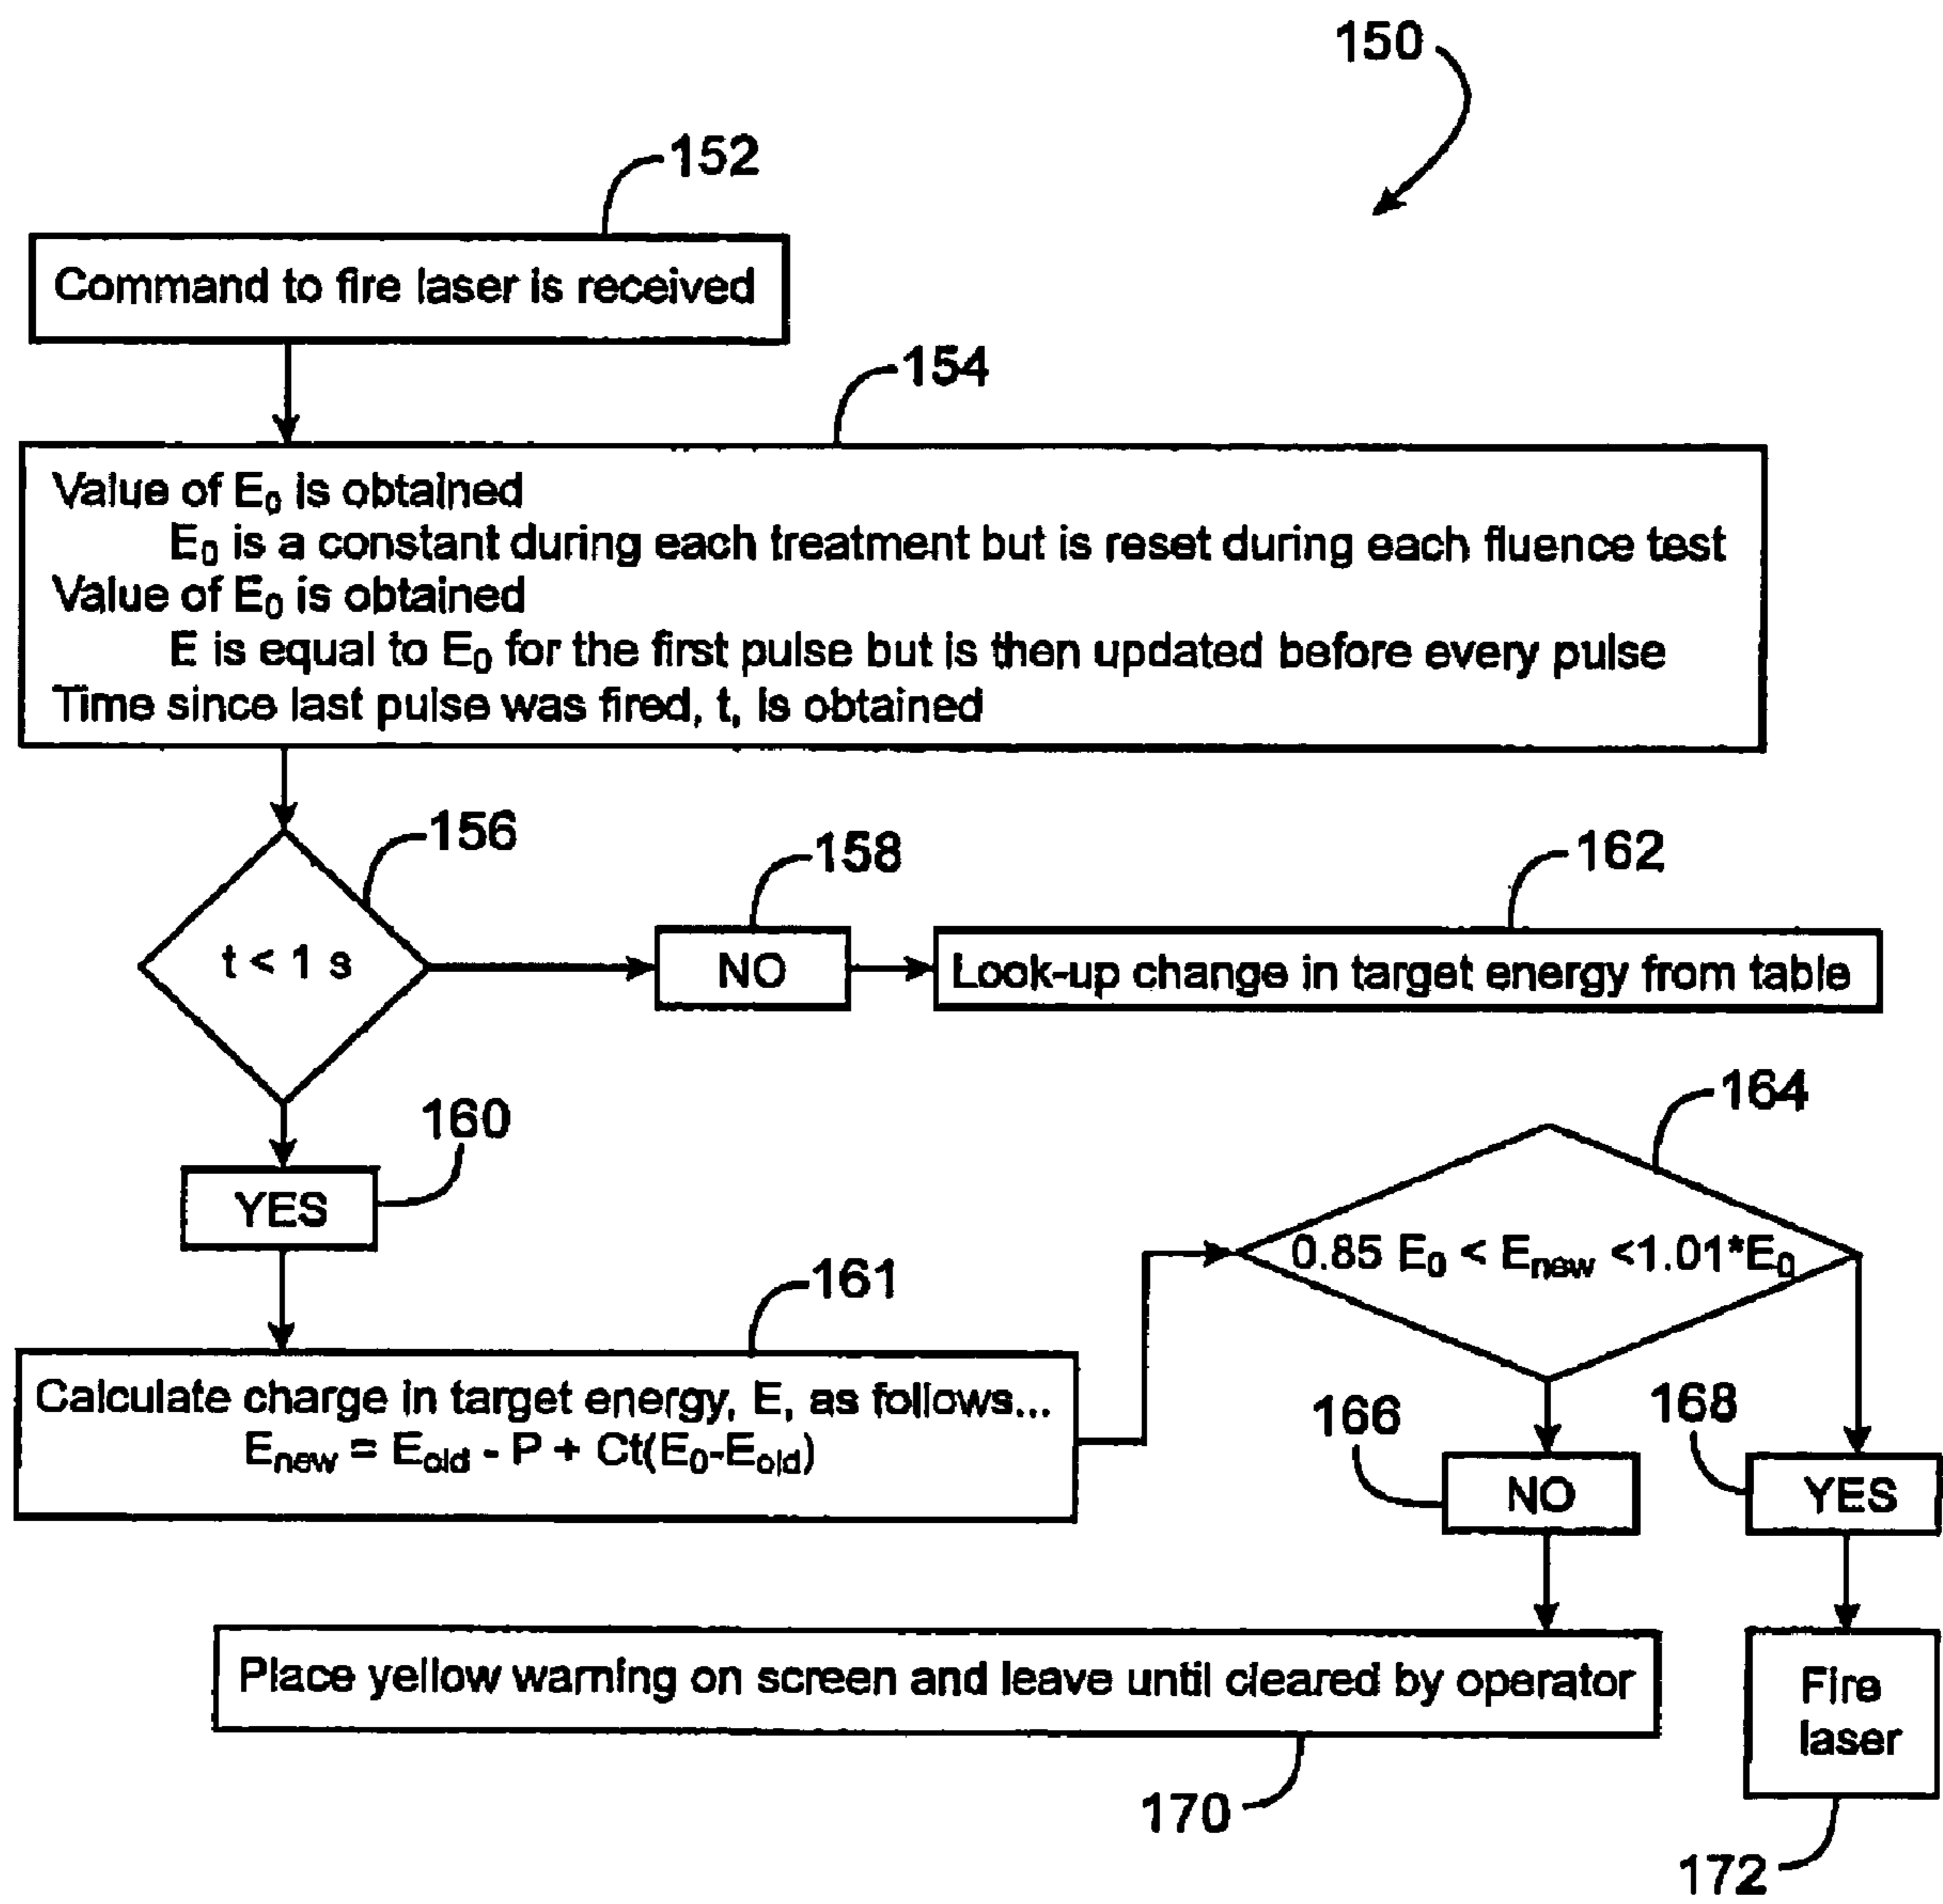 150
152
Command to fire laser is received
154
Value of E₀ is obtained
E₀ is a constant during each treatment but is reset during each fluence test
Value of E₀ is obtained
E is equal to E₀ for the first pulse but is then updated before every pulse
Time since last pulse was fired, t, is obtained
156
t < 1 s
158
NO
162
Look-up change in target energy from table
160
YES
164
0.85 E₀ < Enew <1.01*E₀
161
Calculate charge in target energy, E, as follows...
Enew = Eold - P + Ct(E₀-Eold)
166
NO
168
YES
Place yellow warning on screen and leave until cleared by operator
170
Fire
laser
172